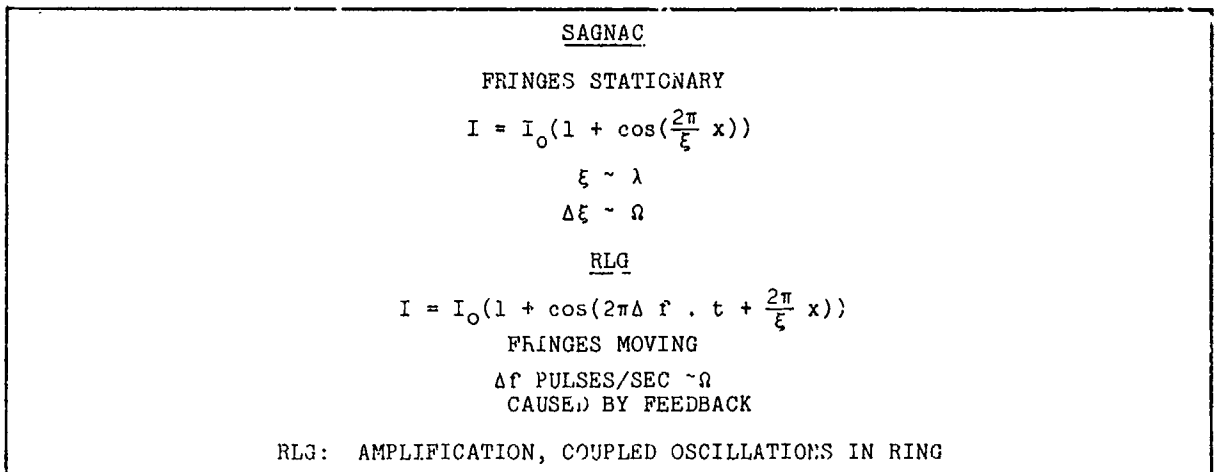 SAGNAC
FRINGES STATIONARY
I = I₀(1 + cos(2π/ξ x))
ξ ~ λ
Δξ ~ Ω
RLG
I = I₀(1 + cos(2πΔ f . t + 2π/ξ x))
FRINGES MOVING
Δf PULSES/SEC ~Ω
CAUSED BY FEEDBACK
RLG: AMPLIFICATION, COUPLED OSCILLATIONS IN RING